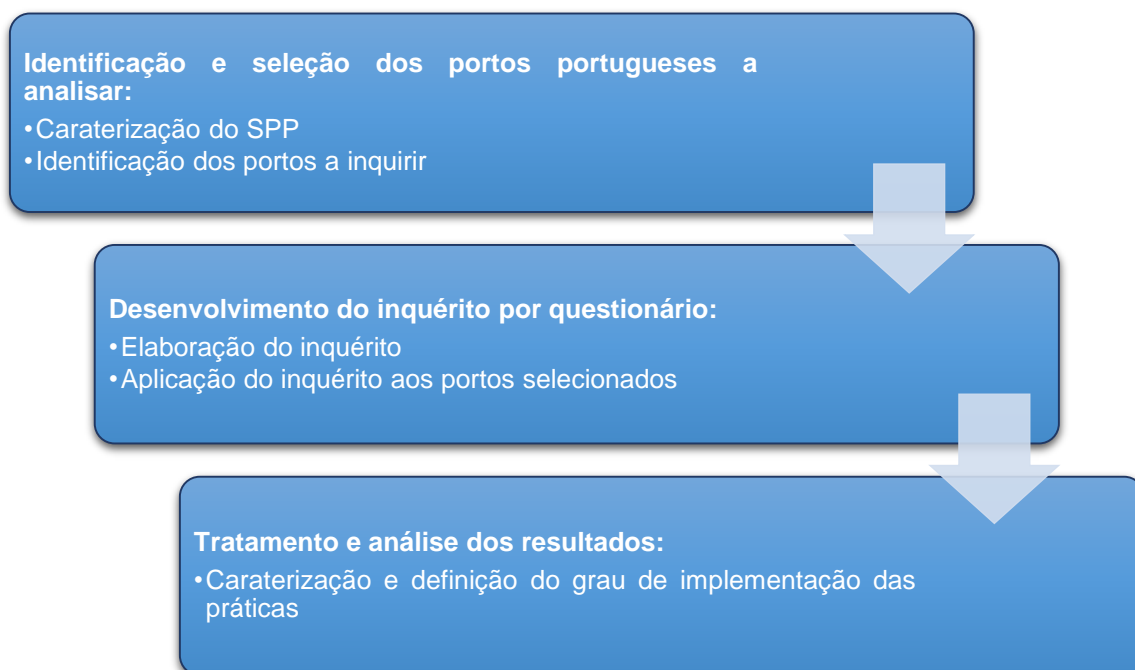 Identificação e seleção dos portos portugueses a
analisar:
•Caraterização do SPP
•Identificação dos portos a inquirir
Desenvolvimento do inquérito por questionário:
•Elaboração do inquérito
•Aplicação do inquérito aos portos selecionados
Tratamento e análise dos resultados:
•Caraterização e definição do grau de implementação das
práticas